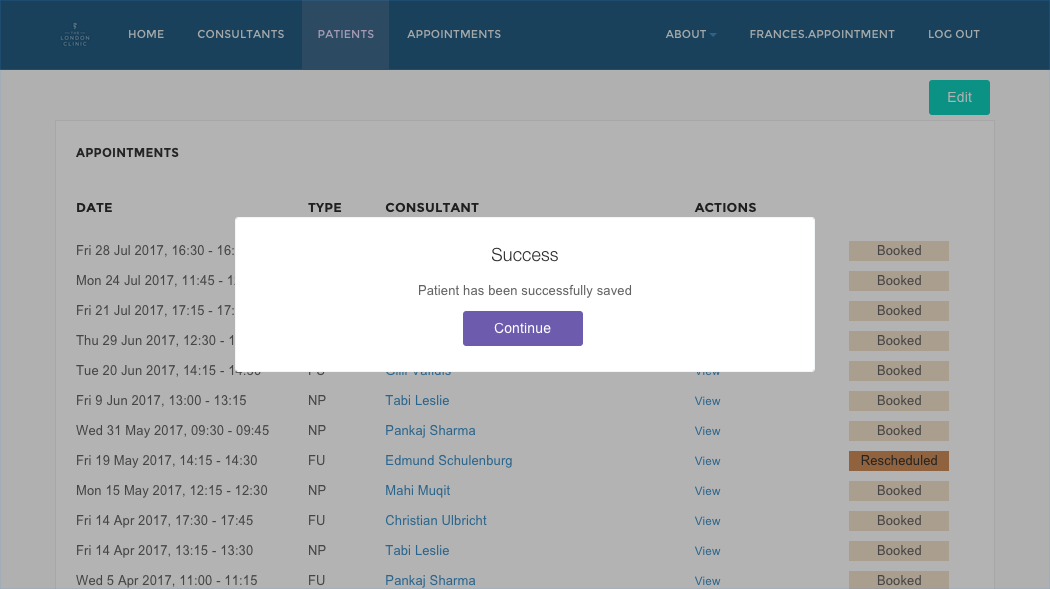 THE
LONDON
CLINIC
HOME CONSULTANTS PATIENTS APPOINTMENTS ABOUT FRANCES.APPOINTMENT LOG OUT
Edit
APPOINTMENTS
DATE TYPE CONSULTANT ACTIONS
Fri 28 Jul 2017, 16:30 - 16: Booked
Mon 24 Jul 2017, 11:45 - 1 Booked
Fri 21 Jul 2017, 17:15 - 17: Booked
Thu 29 Jun 2017, 12:30 - 1 Booked
Success
Patient has been successfully saved
Continue
Tue 20 Jun 2017, 14:15 - 14:30 FU View Booked
Fri 9 Jun 2017, 13:00 - 13:15 NP Tabi Leslie View Booked
Wed 31 May 2017, 09:30 - 09:45 NP Pankaj Sharma View Booked
Fri 19 May 2017, 14:15 - 14:30 FU Edmund Schulenburg View Rescheduled
Mon 15 May 2017, 12:15 - 12:30 NP Mahi Muqit View Booked
Fri 14 Apr 2017, 17:30 - 17:45 FU Christian Ulbricht View Booked
Fri 14 Apr 2017, 13:15 - 13:30 NP Tabi Leslie View Booked
Wed 5 Apr 2017, 11:00 - 11:15 FU Pankaj Sharma View Booked